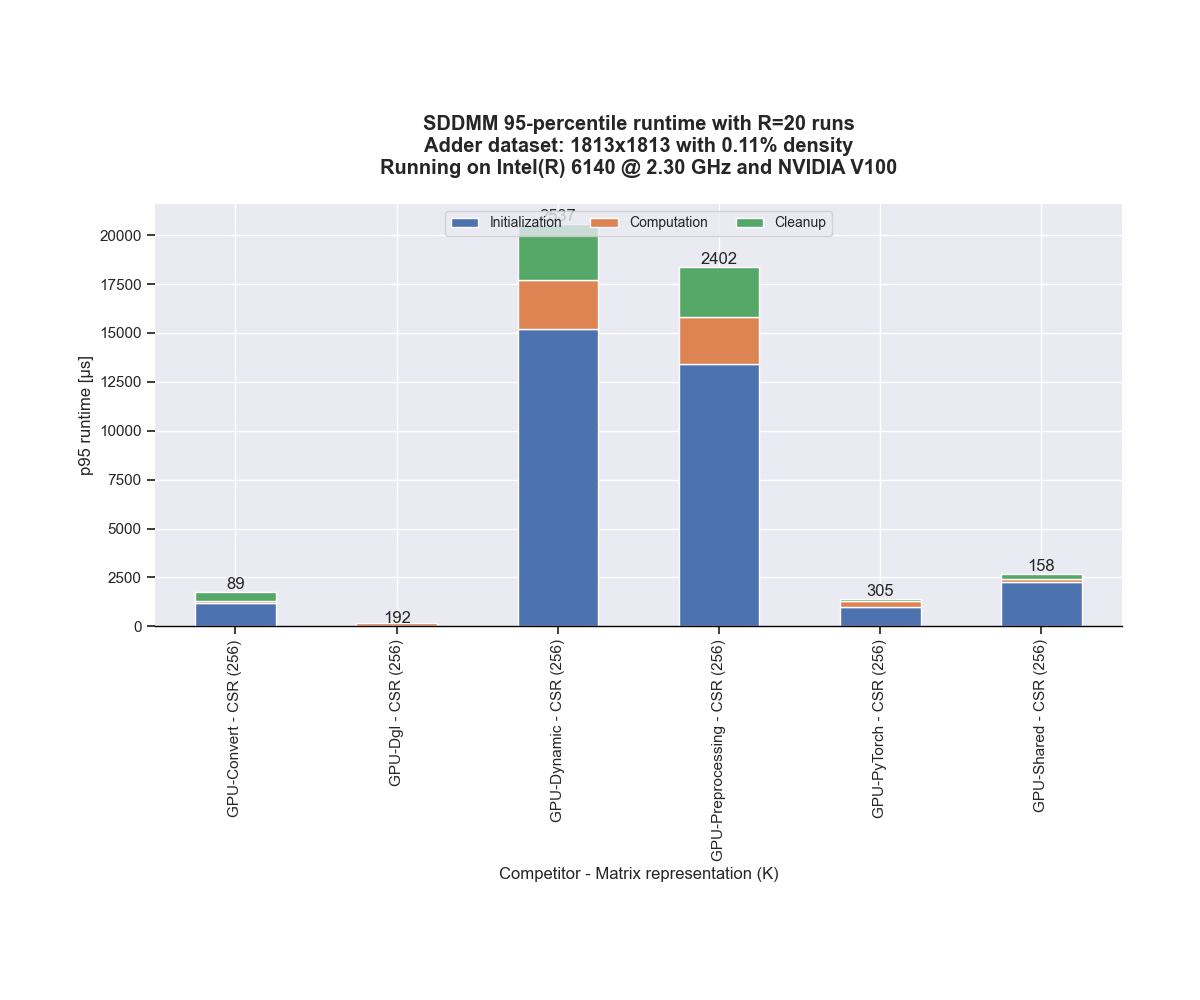 SDDMM 95-percentile runtime with R=20 runs
Adder dataset: 1813x1813 with 0.11% density
Running on Intel(R) 6140 @ 2.30 GHz and NVIDIA V100
2537
Initialization Computation Cleanup
p95 runtime [µs]
20000
17500
15000
12500
10000
7500
5000
2500
0
89
192
2402
305
158
GPU-Convert - CSR (256)
GPU-Dgl - CSR (256)
GPU-Dynamic - CSR (256)
GPU-Preprocessing - CSR (256)
GPU-PyTorch - CSR (256)
GPU-Shared - CSR (256)
Competitor - Matrix representation (K)